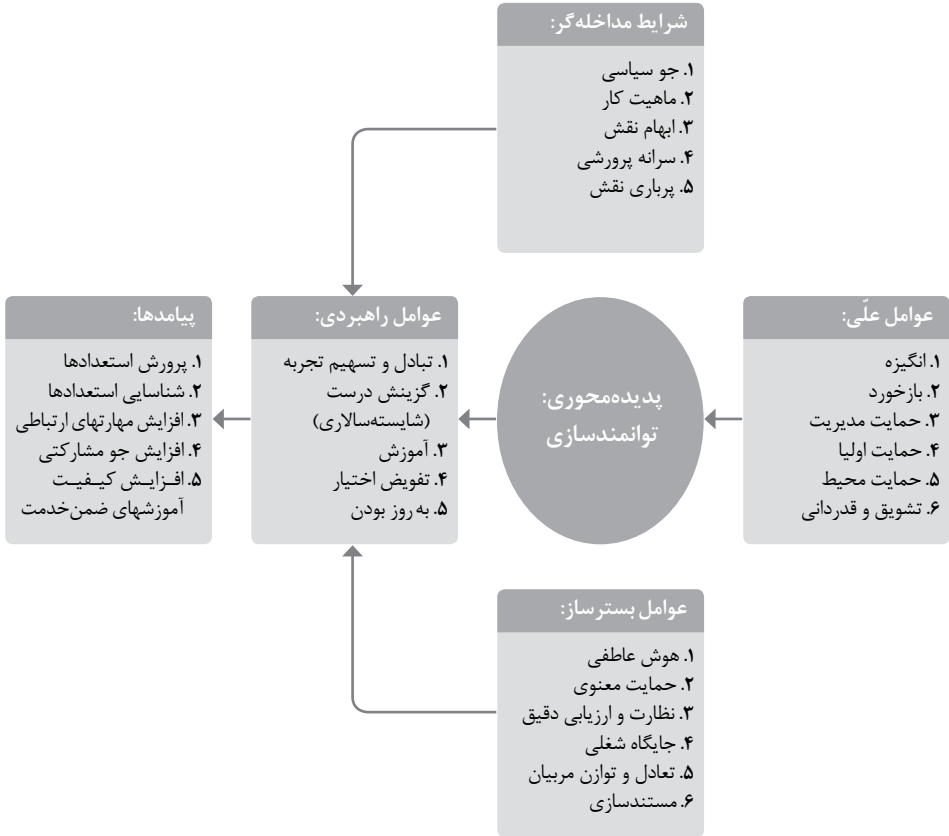 شرایط مداخله‌گر:
۱. جو سیاسی
۲. ماهیت کار
۳. ابهام نقش
۴. سرانه پرورشی
۵. پرباری نقش
عوامل علّی:
۱. انگیزه
۲. بازخورد
۳. حمایت مدیریت
۴. حمایت اولیا
۵. حمایت محیط
۶. تشویق و قدردانی
پدیده‌محوری:
توانمندسازی
عوامل راهبردی:
۱. تبادل و تسهیم تجربه
۲. گزینش درست
(شایسته‌سالاری)
۳. آموزش
۴. تفویض اختیار
۵. به روز بودن
پیامدها:
۱. پرورش استعدادها
۲. شناسایی استعدادها
۳. افزایش مهارتهای ارتباطی
۴. افزایش جو مشارکتی
۵. افـزایـش کیـفـیـت
آموزشهای ضمن‌خدمت
عوامل بسترساز:
۱. هوش عاطفی
۲. حمایت معنوی
۳. نظارت و ارزیابی دقیق
۴. جایگاه شغلی
۵. تعادل و توازن مربیان
۶. مستندسازی